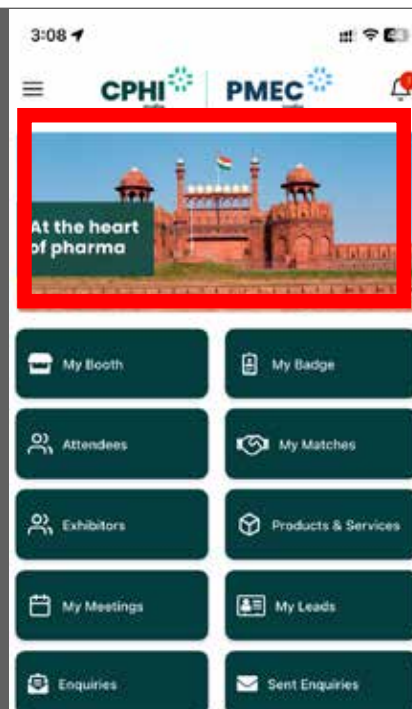 3:08
CPHI PMEC
At the heart
of pharma
My Booth
My Badge
Attendees
My Matches
Exhibitors
Products & Services
My Meetings
My Leads
Enquiries
Sent Enquiries